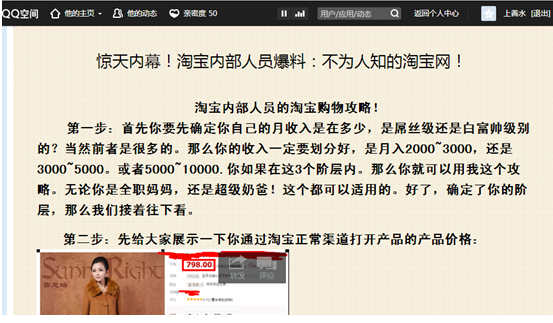 QQ空间 他的主页 他的动态 亲密度 50 用户/应用/动态 返回个人中心 上善水 [退出]
惊天内幕！淘宝内部人员爆料：不为人知的淘宝网！
淘宝内部人员的淘宝购物攻略！
第一步：首先你要先确定你自己的月收入是在多少，是屌丝级还是白富帅级别
的？当然前者是很多的。那么你的收入一定要划分好，是月入2000~3000，还是
3000~5000。或者5000~10000.你如果在这3个阶层内。那么你就可以用我这个攻
略。无论你是全职妈妈，还是超级奶爸！这个都可以适用的。好了，确定了你的阶
层，那么我们接着往下看。
第二步：先给大家展示一下你通过淘宝正常渠道打开产品的产品价格：
Sunny Right
798.00
转发 评论